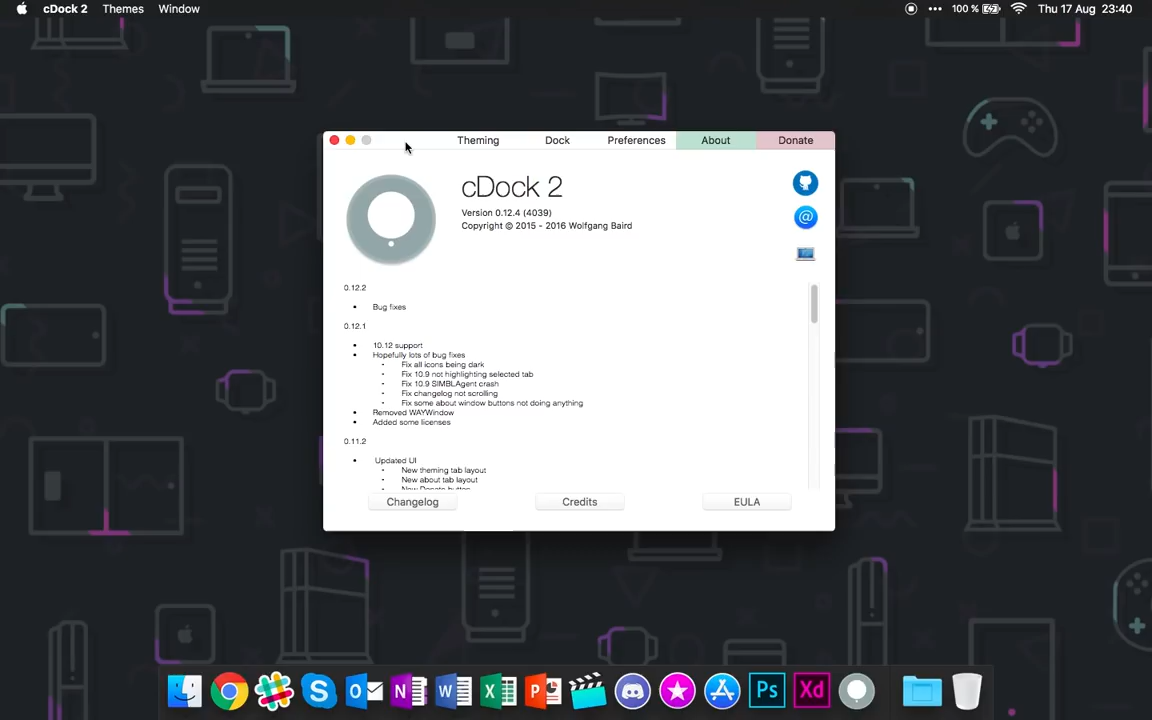 cDock 2 Themes Window 100 % Thu 17 Aug 23:40
Theming Dock Preferences About Donate
cDock 2
Version 0.12.4 (4039)
Copyright © 2015 - 2016 Wolfgang Baird
@
0.12.2
• Bug fixes
0.12.1
• 10.12 support
• Hopefully lots of bug fixes
• Fix all icons being dark
• Fix 10.9 not highlighting selected tab
• Fix 10.9 SIMBLAgent crash
• Fix changelog not scrolling
• Fix some about window buttons not doing anything
• Removed WAYWindow
• Added some licenses
0.11.2
• Updated UI
• New theming tab layout
• New about tab layout
• New Donate button
Changelog Credits EULA
S O N W X P Ps Xd